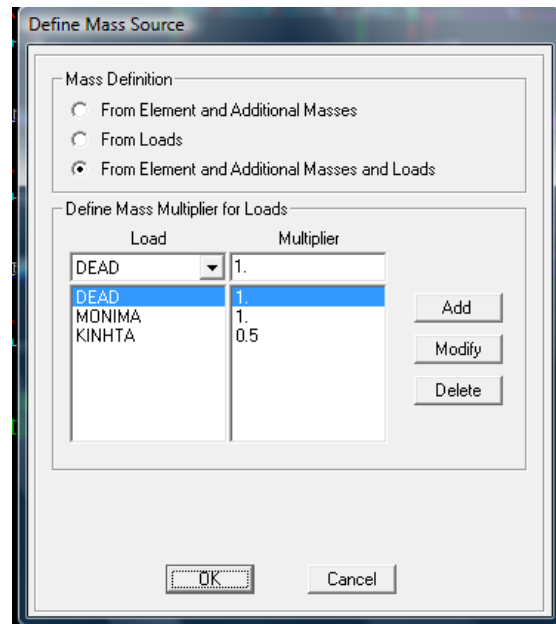 Define Mass Source
Mass Definition
From Element and Additional Masses
From Loads
From Element and Additional Masses and Loads
Define Mass Multiplier for Loads
Load Multiplier
DEAD 1.
DEAD 1.
MONIMA 1.
KINHTA 0.5
Add
Modify
Delete
OK Cancel